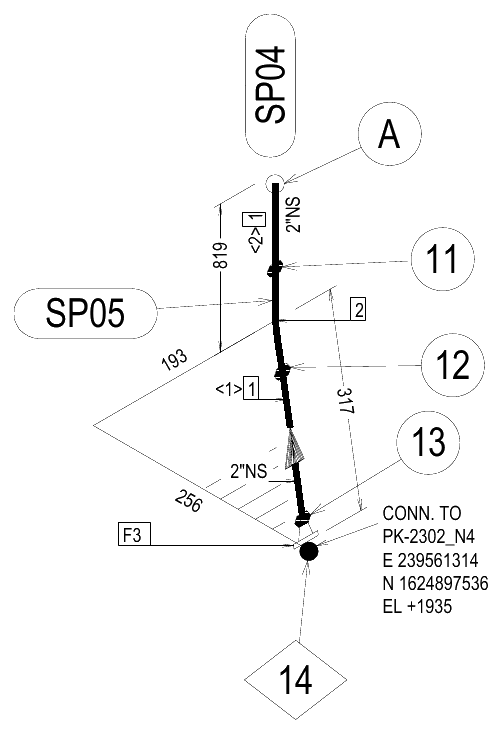 SP04
A
2"NS
<2> 1
819
11
SP05
2
193
12
<1> 1
317
13
2"NS
256
CONN. TO
F3
PK-2302_N4
E 239561314
N 1624897536
EL +1935
14